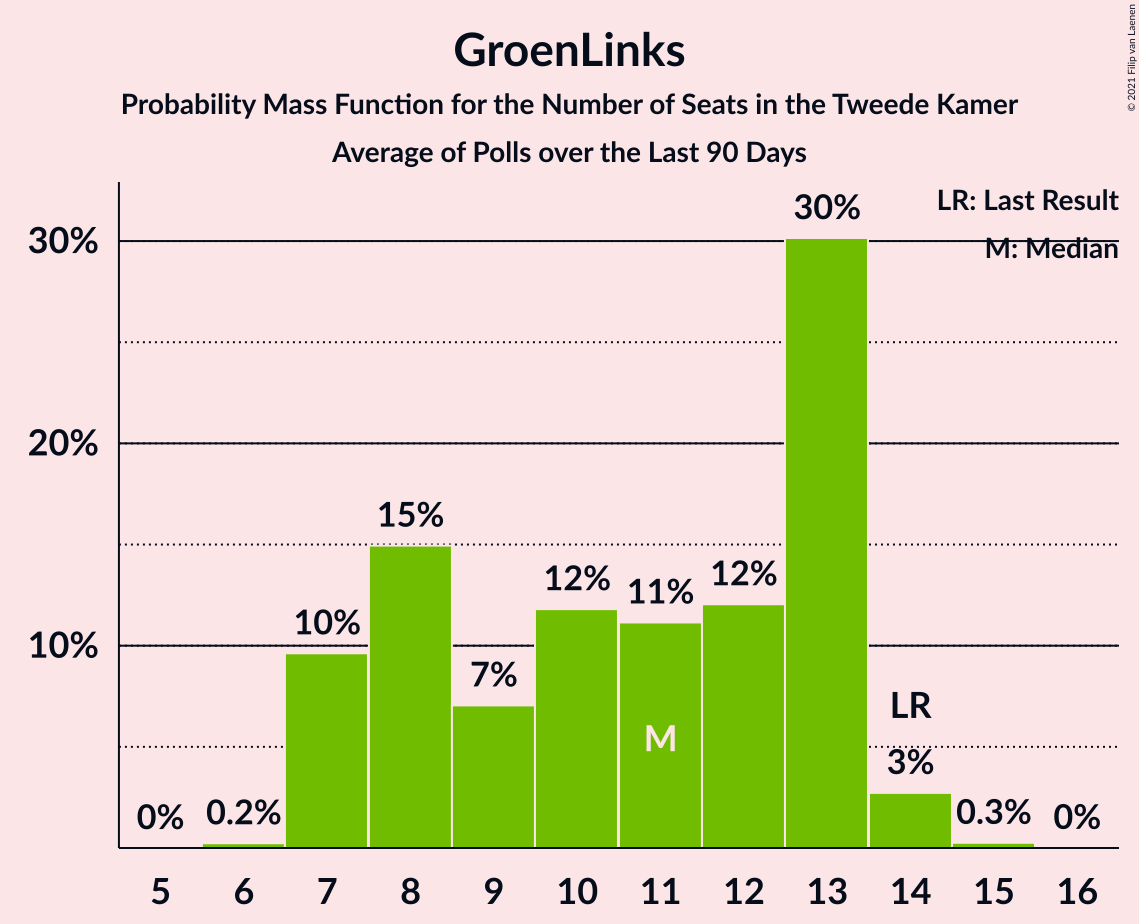 GroenLinks
Probability Mass Function for the Number of Seats in the Tweede Kamer
Average of Polls over the Last 90 Days
© 2021 Filip van Laenen
LR: Last Result
M: Median
30%
20%
10%
0%
0.2%
10%
15%
7%
12%
11%
12%
30%
3%
0.3%
0%
M
LR
5 6 7 8 9 10 11 12 13 14 15 16